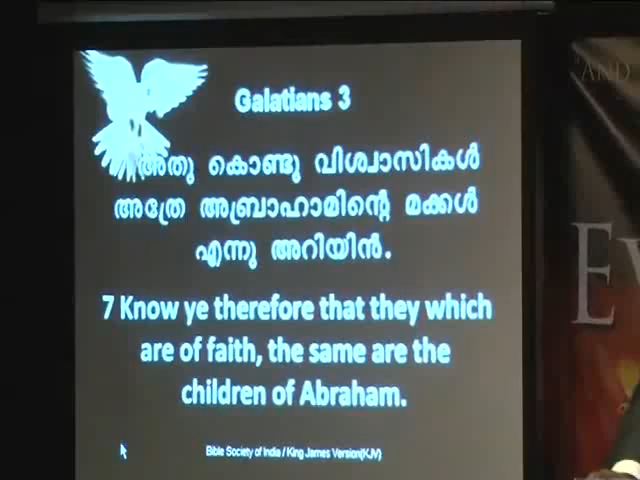 Galatians 3
അതു കൊണ്ടു വിശ്വാസികൾ
അത്രേ അബ്രാഹാമിന്റെ മക്കൾ
എന്നു അറിയിൻ.
7 Know ye therefore that they which
are of faith, the same are the
children of Abraham.
Bible Society of India / King James Version(KJV)
"AND